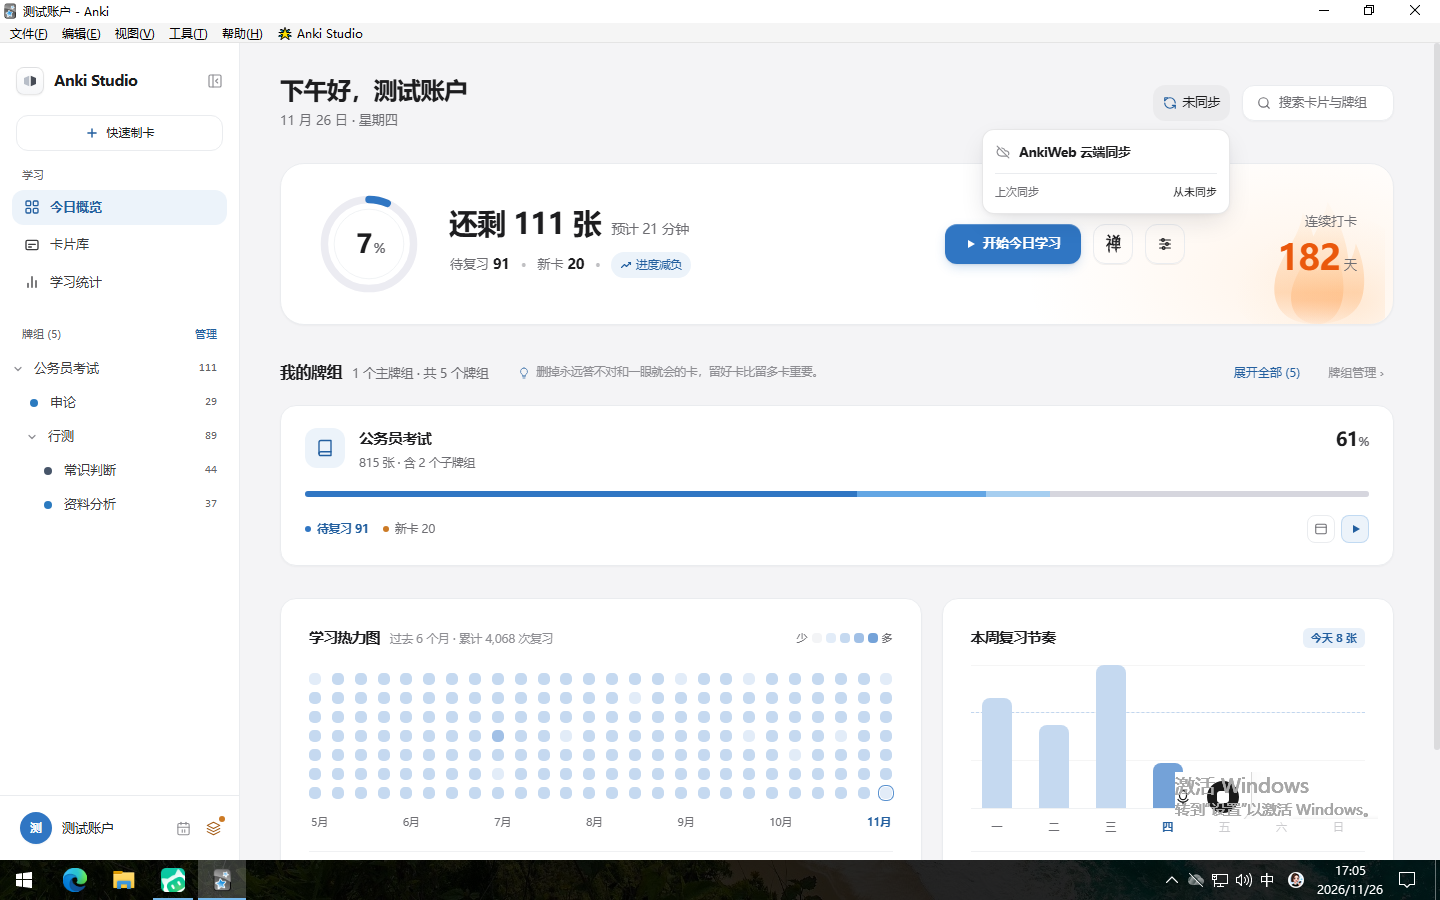 测试账户 - Anki
文件(F) 编辑(E) 视图(V) 工具(T) 帮助(H) Anki Studio
Anki Studio
快速制卡
学习
今日概览
卡片库
学习统计
牌组 (5) 管理
公务员考试 111
申论 29
行测 89
常识判断 44
资料分析 37
测 测试账户
下午好，测试账户
11 月 26 日 · 星期四
未同步
搜索卡片与牌组
AnkiWeb 云端同步
上次同步 从未同步
7%
还剩 111 张 预计 21 分钟
待复习 91 • 新卡 20 • 进度减负
开始今日学习
禅
连续打卡
182 天
我的牌组 1 个主牌组 · 共 5 个牌组
删掉永远答不对和一眼就会的卡，留好卡比留多卡重要。
展开全部 (5) 牌组管理 ›
公务员考试
815 张 · 含 2 个子牌组
61%
待复习 91 新卡 20
学习热力图 过去 6 个月 · 累计 4,068 次复习
少 多
5月 6月 7月 8月 9月 10月 11月
本周复习节奏 今天 8 张
一 二 三 四 五 六 日
激活 Windows
转到"设置"以激活 Windows。
中
17:05
2026/11/26